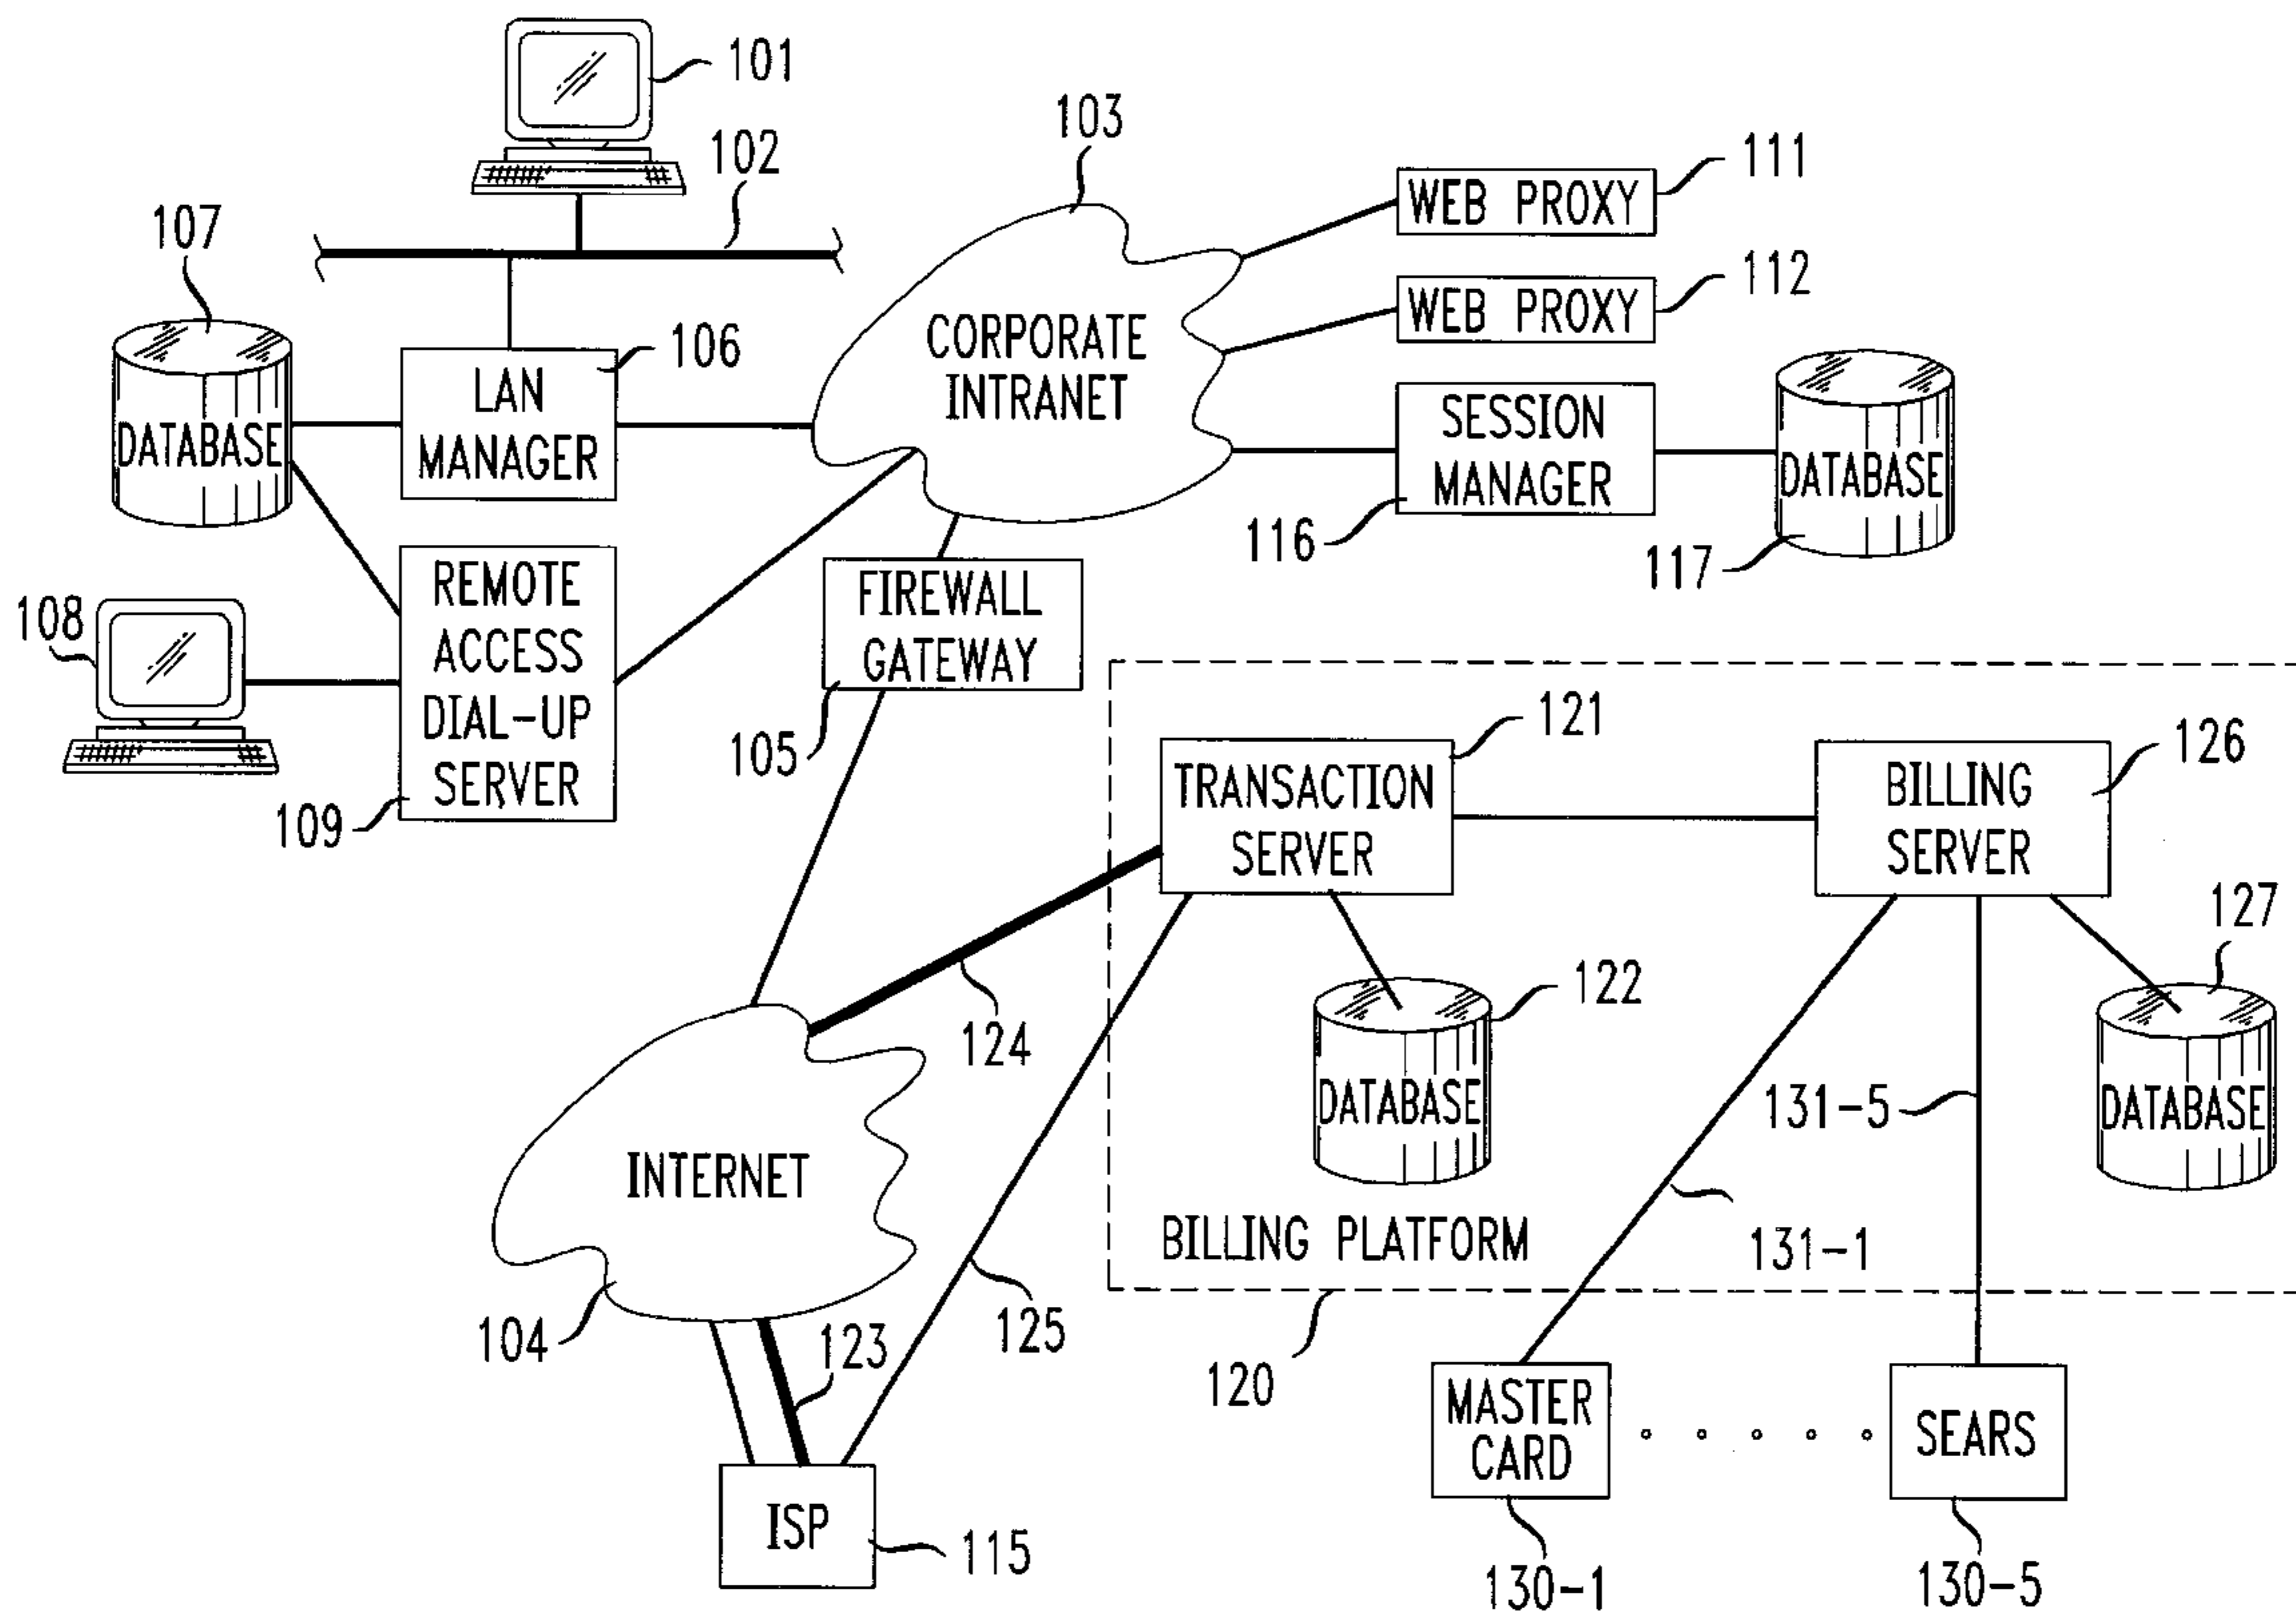 101
102
103
111
WEB PROXY
112
WEB PROXY
107
106
LAN
MANAGER
DATABASE
CORPORATE
INTRANET
SESSION
MANAGER
116
DATABASE
117
108
REMOTE
ACCESS
DIAL-UP
SERVER
109
FIREWALL
GATEWAY
105
121
TRANSACTION
SERVER
126
BILLING
SERVER
127
122
124
DATABASE
DATABASE
131-5
131-1
INTERNET
BILLING PLATFORM
104
123
125
120
MASTER
CARD
SEARS
ISP
115
130-1
130-5